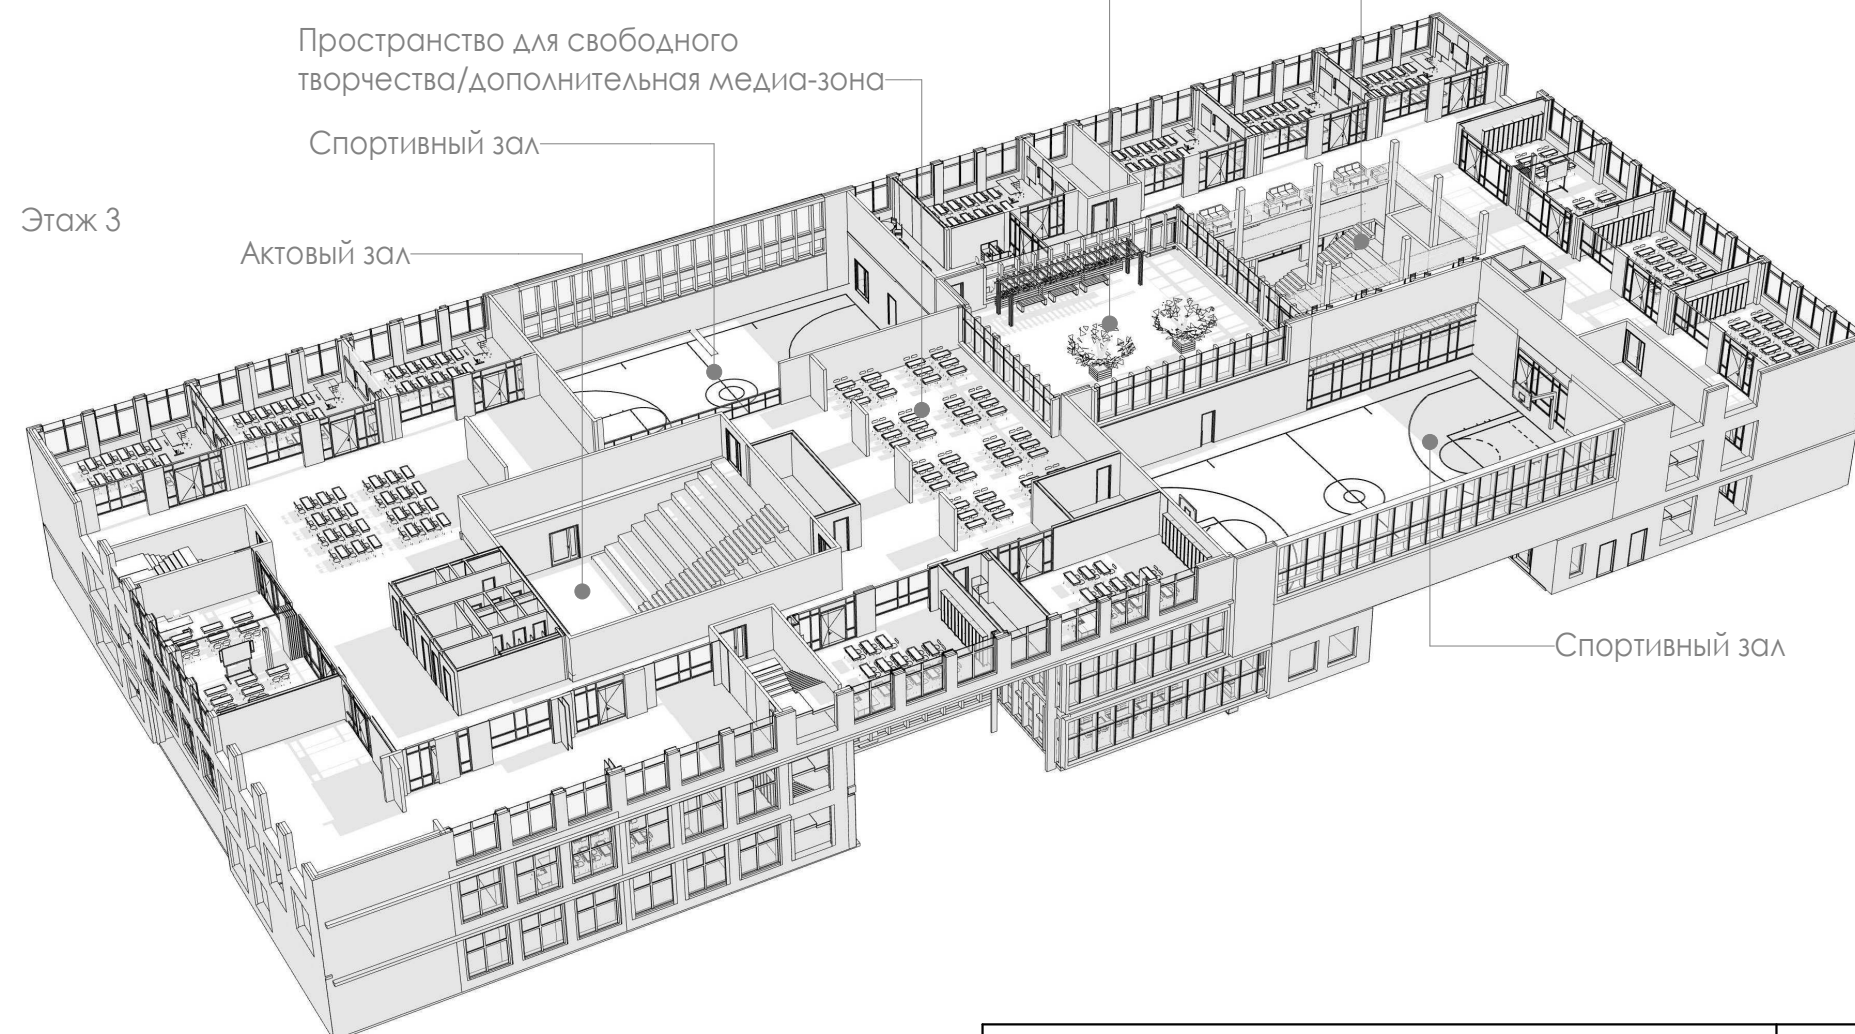 Пространство для свободного
творчества/дополнительная медиа-зона
Спортивный зал
Этаж 3
Актовый зал
Спортивный зал